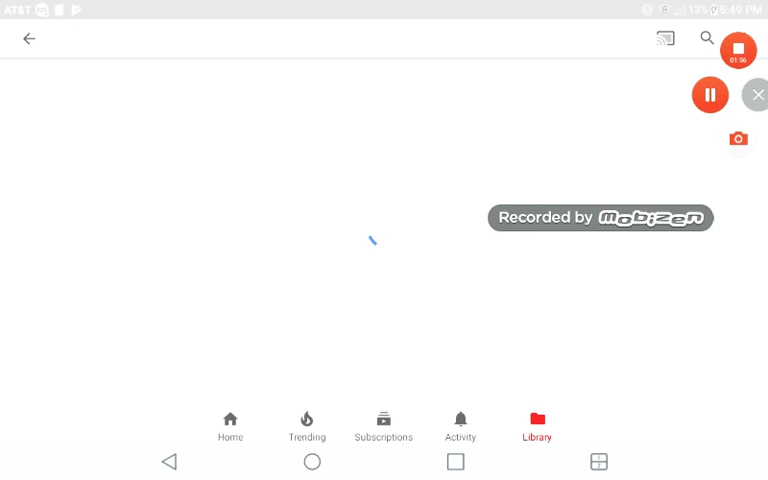 AT&T 13% 5:49 PM
01:56
Recorded by mobizen
Home Trending Subscriptions Activity Library